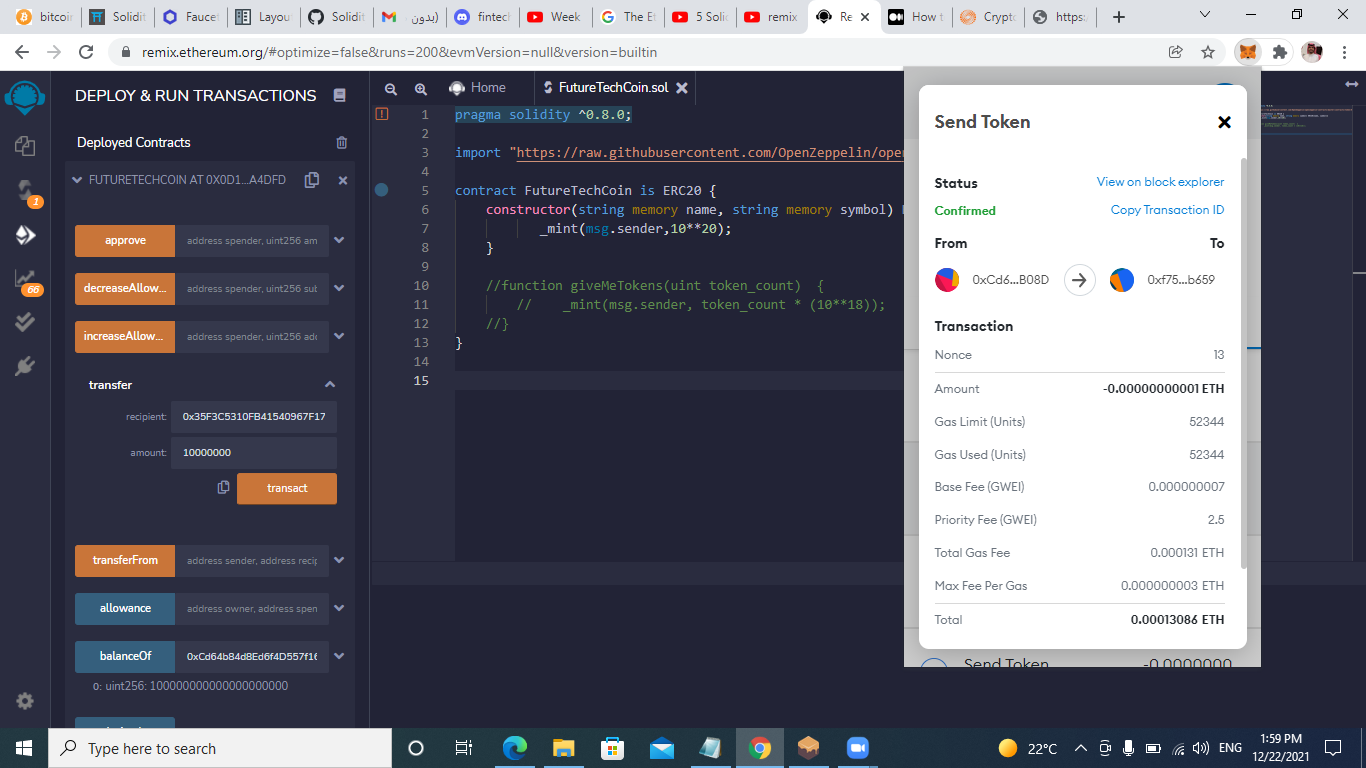 bitcoi
Solidit
Faucet
Layou
Solidit
(بدون
fintech
Week
The Et
5 Solid
remix
Re
How t
Crypto
https:/
remix.ethereum.org/#optimize=false&runs=200&evmVersion=null&version=builtin
DEPLOY & RUN TRANSACTIONS
Home
FutureTechCoin.sol
Deployed Contracts
FUTURETECHCOIN AT 0X0D1...A4DFD
1
66
approve
address spender, uint256 am
decreaseAllow...
address spender, uint256 sub
increaseAllow...
address spender, uint256 add
transfer
recipient:
0x35F3C5310FB41540967F17
amount:
10000000
transact
transferFrom
address sender, address recip
allowance
address owner, address spen
balanceOf
0xCd64b84d8Ed6f4D557f16
0: uint256: 100000000000000000000
1 pragma solidity ^0.8.0;
2
3 import "https://raw.githubusercontent.com/OpenZeppelin/ope
4
5 contract FutureTechCoin is ERC20 {
6 constructor(string memory name, string memory symbol)
7 _mint(msg.sender,10**20);
8 }
9
10 //function giveMeTokens(uint token_count) {
11 // _mint(msg.sender, token_count * (10**18));
12 //}
13 }
14
15
Send Token
Status
View on block explorer
Confirmed
Copy Transaction ID
From
To
0xCd6...B08D
0xf75...b659
Transaction
Nonce
13
Amount
-0.00000000001 ETH
Gas Limit (Units)
52344
Gas Used (Units)
52344
Base Fee (GWEI)
0.000000007
Priority Fee (GWEI)
2.5
Total Gas Fee
0.000131 ETH
Max Fee Per Gas
0.000000003 ETH
Total
0.00013086 ETH
Send Token
-0.0000000
Type here to search
22°C
ENG
1:59 PM
12/22/2021